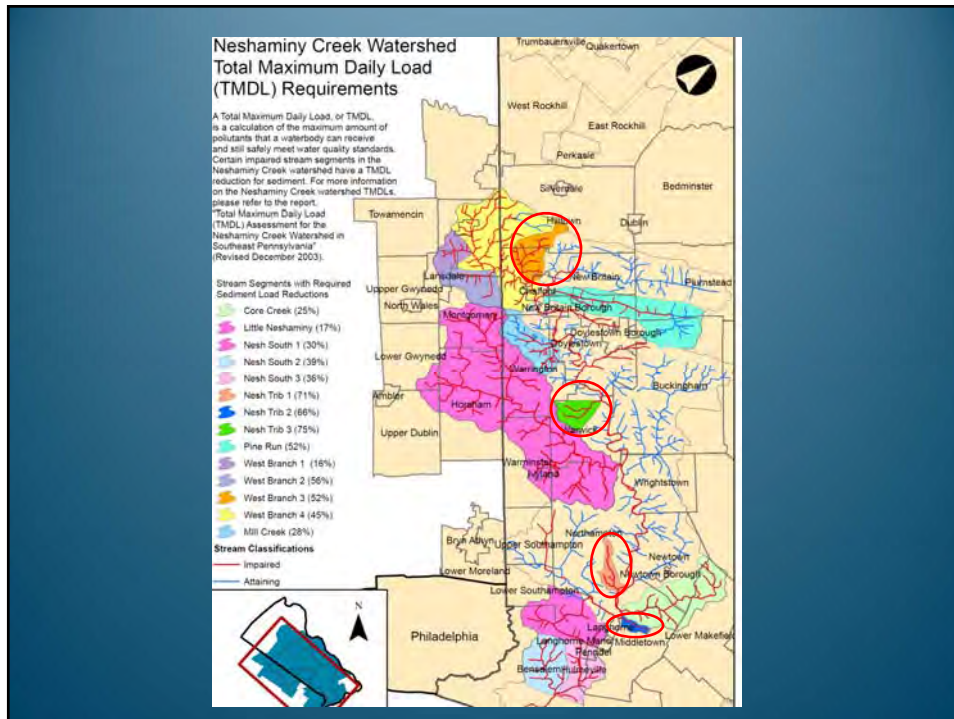 Neshaminy Creek Watershed
Total Maximum Daily Load
(TMDL) Requirements
A Total Maximum Daily Load, or TMDL,
is a calculation of the maximum amount of
pollutants that a waterbody can receive
and still safely meet water quality standards.
Certain impaired stream segments in the
Neshaminy Creek watershed have a TMDL
reduction for sediment. For more information
on the Neshaminy Creek watershed TMDLs,
please refer to the report.
"Total Maximum Daily Load
(TMDL) Assessment for the
Neshaminy Creek Watershed in
Southeast Pennsylvania"
(Revised December 2003).
Stream Segments with Required
Sediment Load Reductions
Core Creek (25%)
Little Neshaminy (17%)
Nesh South 1 (30%)
Nesh South 2 (39%)
Nesh South 3 (36%)
Nesh Trib 1 (71%)
Nesh Trib 2 (66%)
Nesh Trib 3 (75%)
Pine Run (52%)
West Branch 1 (16%)
West Branch 2 (56%)
West Branch 3 (52%)
West Branch 4 (45%)
Mill Creek (28%)
Stream Classifications
Impaired
Attaining
N
Trumbauersville
Quakertown
West Rockhill
East Rockhill
Perkasie
Silverdale
Bedminster
Towamencin
Hilltown
Dublin
Lansdale
New Britain
Plumstead
Upper Gwynedd
Chalfont
North Wales
New Britain Borough
Montgomery
Doylestown Borough
Doylestown
Lower Gwynedd
Warrington
Buckingham
Ambler
Horsham
Upper Dublin
Warwick
Warminster
Ivyland
Wrightstown
Northampton
Bryn Athyn
Upper Southampton
Newtown
Lower Moreland
Newtown Borough
Lower Southampton
Philadelphia
Langhorne
Lower Makefield
Langhorne Manor
Middletown
Penndel
Bensalem
Hulmeville